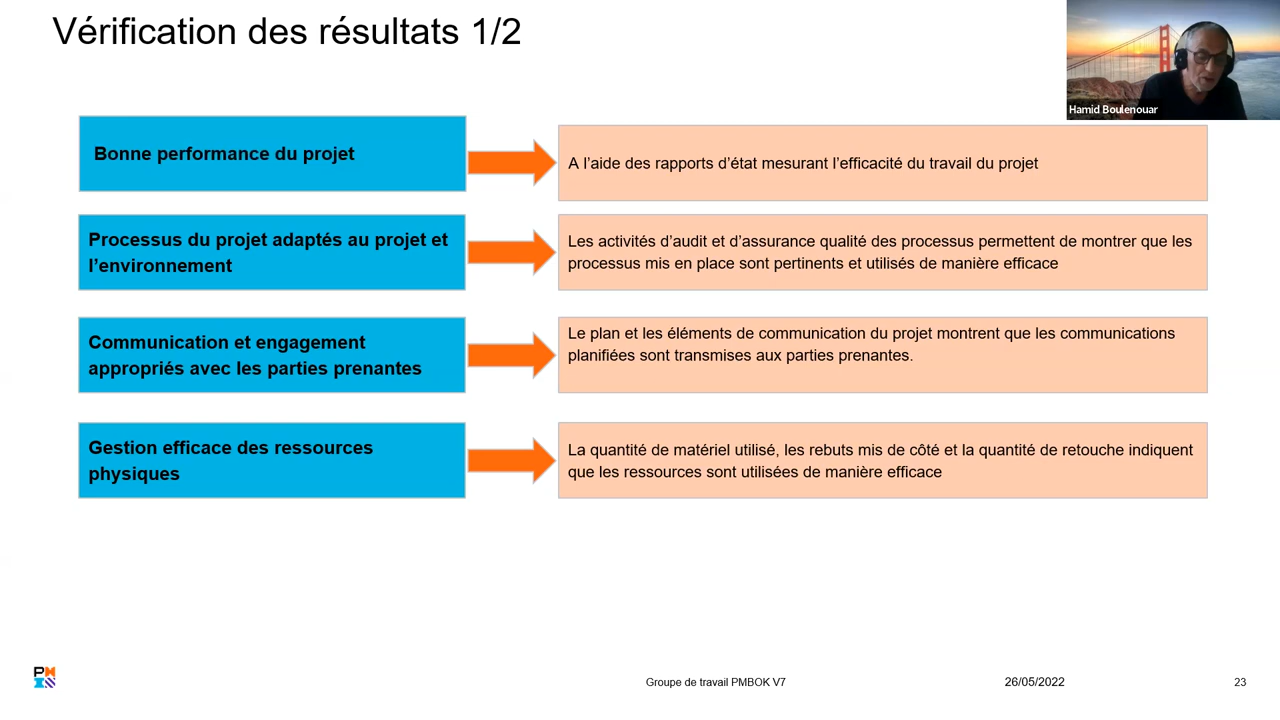 Vérification des résultats 1/2
Hamid Boulenouar
Bonne performance du projet
A l’aide des rapports d’état mesurant l’efficacité du travail du projet
Processus du projet adaptés au projet et
l’environnement
Les activités d’audit et d’assurance qualité des processus permettent de montrer que les
processus mis en place sont pertinents et utilisés de manière efficace
Communication et engagement
appropriés avec les parties prenantes
Le plan et les éléments de communication du projet montrent que les communications
planifiées sont transmises aux parties prenantes.
Gestion efficace des ressources
physiques
La quantité de matériel utilisé, les rebuts mis de côté et la quantité de retouche indiquent
que les ressources sont utilisées de manière efficace
PM
Groupe de travail PMBOK V7
26/05/2022
23